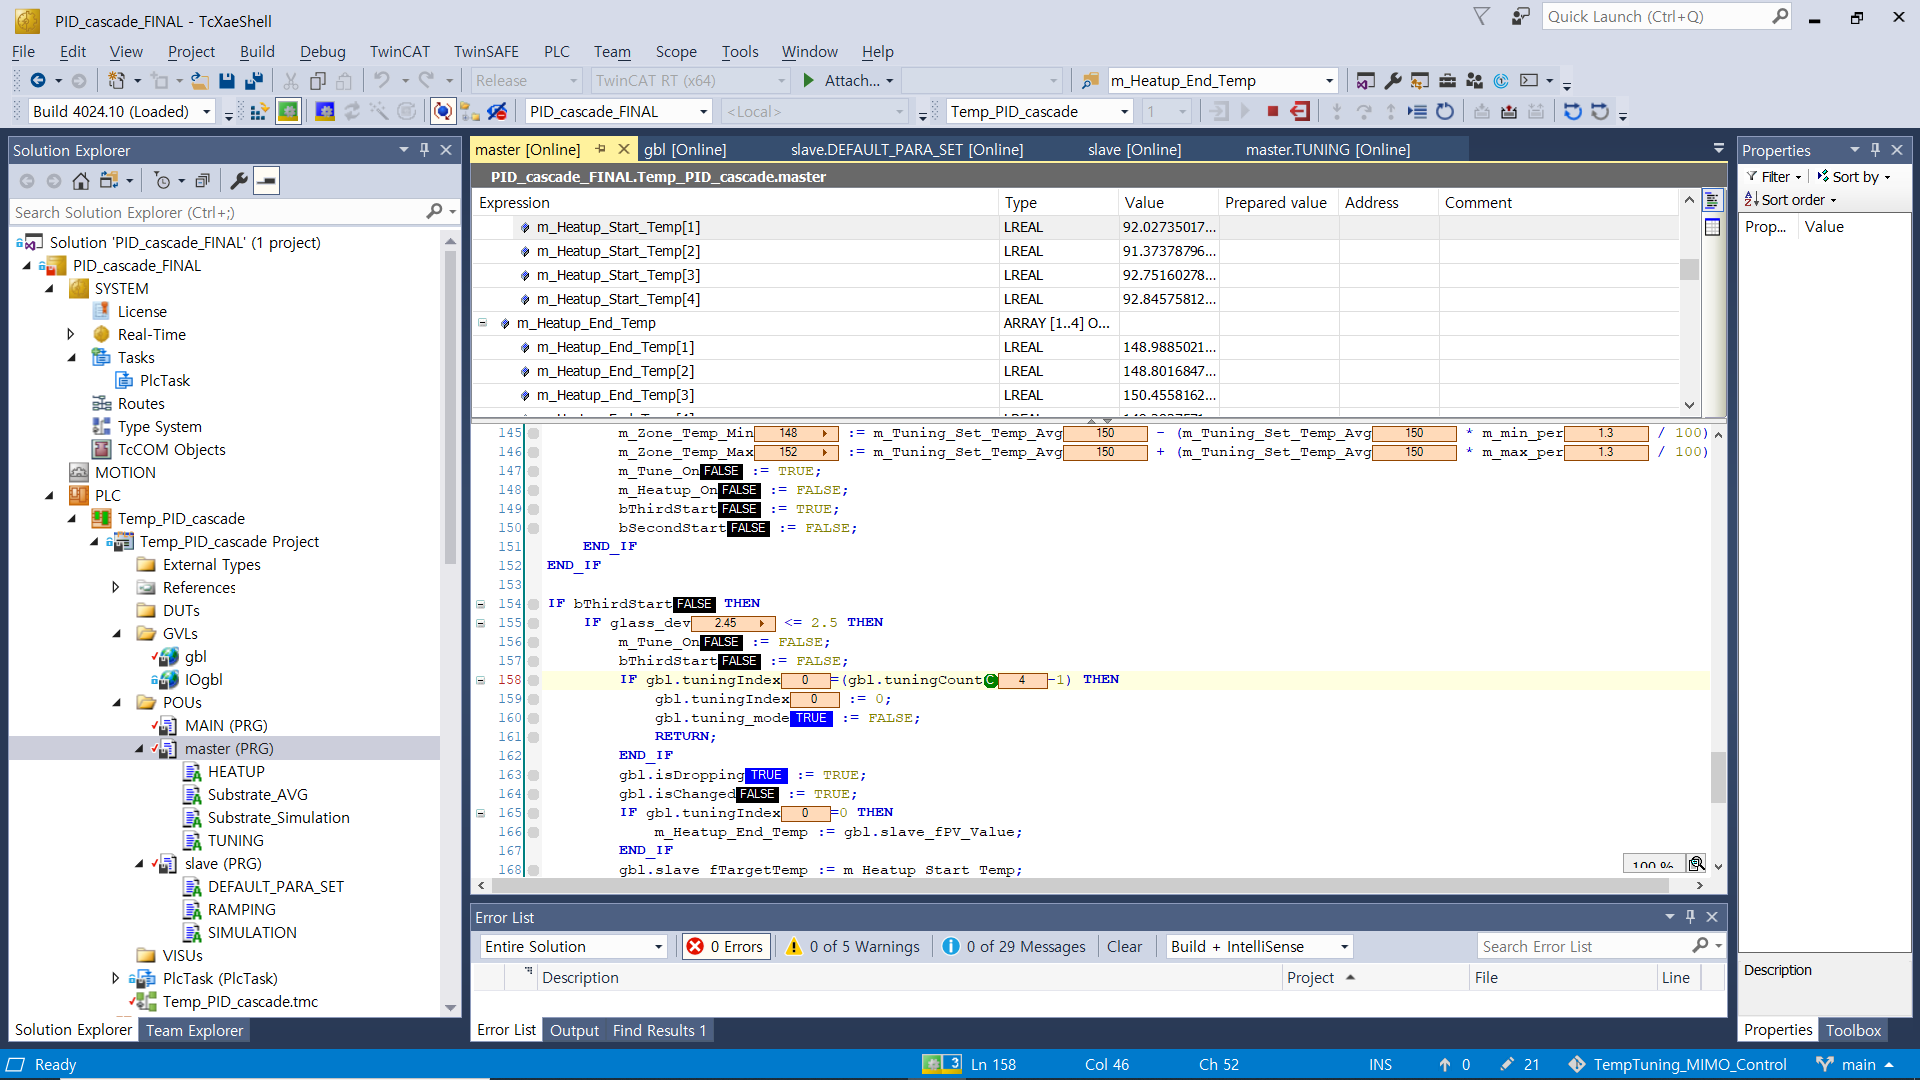 PID_cascade_FINAL - TcXaeShell
Quick Launch (Ctrl+Q)
File Edit View Project Build Debug TwinCAT TwinSAFE PLC Team Scope Tools Window Help
Release TwinCAT RT (x64) Attach... m_Heatup_End_Temp
Build 4024.10 (Loaded) PID_cascade_FINAL <Local> Temp_PID_cascade 1
Solution Explorer
Search Solution Explorer (Ctrl+;)
Solution 'PID_cascade_FINAL' (1 project)
PID_cascade_FINAL
SYSTEM
License
Real-Time
Tasks
PlcTask
Routes
Type System
TcCOM Objects
MOTION
PLC
Temp_PID_cascade
Temp_PID_cascade Project
External Types
References
DUTs
GVLs
gbl
IOgbl
POUs
MAIN (PRG)
master (PRG)
HEATUP
Substrate_AVG
Substrate_Simulation
TUNING
slave (PRG)
DEFAULT_PARA_SET
RAMPING
SIMULATION
VISUs
PlcTask (PlcTask)
Temp_PID_cascade.tmc
Solution Explorer Team Explorer
master [Online] gbl [Online] slave.DEFAULT_PARA_SET [Online] slave [Online] master.TUNING [Online]
PID_cascade_FINAL.Temp_PID_cascade.master
Expression Type Value Prepared value Address Comment
m_Heatup_Start_Temp[1] LREAL 92.02735017...
m_Heatup_Start_Temp[2] LREAL 91.37378796...
m_Heatup_Start_Temp[3] LREAL 92.75160278...
m_Heatup_Start_Temp[4] LREAL 92.84575812...
m_Heatup_End_Temp ARRAY [1..4] O...
m_Heatup_End_Temp[1] LREAL 148.9885021...
m_Heatup_End_Temp[2] LREAL 148.8016847...
m_Heatup_End_Temp[3] LREAL 150.4558162...
145 m_Zone_Temp_Min 148 := m_Tuning_Set_Temp_Avg 150 - (m_Tuning_Set_Temp_Avg 150 * m_min_per 1.3 / 100)
146 m_Zone_Temp_Max 152 := m_Tuning_Set_Temp_Avg 150 + (m_Tuning_Set_Temp_Avg 150 * m_max_per 1.3 / 100)
147 m_Tune_On FALSE := TRUE;
148 m_Heatup_On FALSE := FALSE;
149 bThirdStart FALSE := TRUE;
150 bSecondStart FALSE := FALSE;
151 END_IF
152 END_IF
153
154 IF bThirdStart FALSE THEN
155 IF glass_dev 2.45 <= 2.5 THEN
156 m_Tune_On FALSE := FALSE;
157 bThirdStart FALSE := FALSE;
158 IF gbl.tuningIndex 0 =(gbl.tuningCount C 4 -1) THEN
159 gbl.tuningIndex 0 := 0;
160 gbl.tuning_mode TRUE := FALSE;
161 RETURN;
162 END_IF
163 gbl.isDropping TRUE := TRUE;
164 gbl.isChanged FALSE := TRUE;
165 IF gbl.tuningIndex 0 =0 THEN
166 m_Heatup_End_Temp := gbl.slave_fPV_Value;
167 END_IF
168 gbl.slave_fTargetTemp := m_Heatup_Start_Temp;
100 %
Error List
Entire Solution 0 Errors 0 of 5 Warnings 0 of 29 Messages Clear Build + IntelliSense Search Error List
Description Project File Line
Error List Output Find Results 1
Properties
Filter Sort by
Sort order
Prop... Value
Description
Properties Toolbox
Ready 3 Ln 158 Col 46 Ch 52 INS 0 21 TempTuning_MIMO_Control main